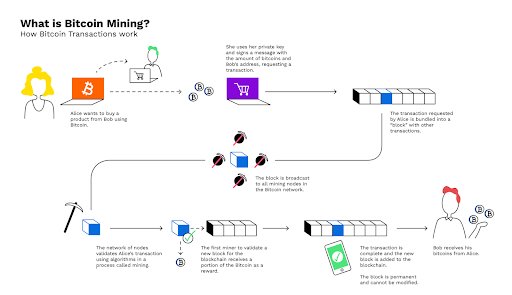 What is Bitcoin Mining?
How Bitcoin Transactions work
She uses her private key
and signs a message with
the amount of bitcoins and
Bob's address, requesting a
transaction.
Alice wants to buy a
product from Bob using
Bitcoin.
The transaction requested
by Alice is bundled into a
"block" with other
transactions.
The block is broadcast
to all mining nodes in
the Bitcoin network.
The network of nodes
validates Alice's transaction
using algorithms in a
process called mining.
The first miner to validate a
new block for the
blockchain receives a
portion of the Bitcoin as a
reward.
The transaction is
complete and the new
block is added to the
blockchain.
The block is permanent
and cannot be modified.
Bob receives his
bitcoins from Alice.